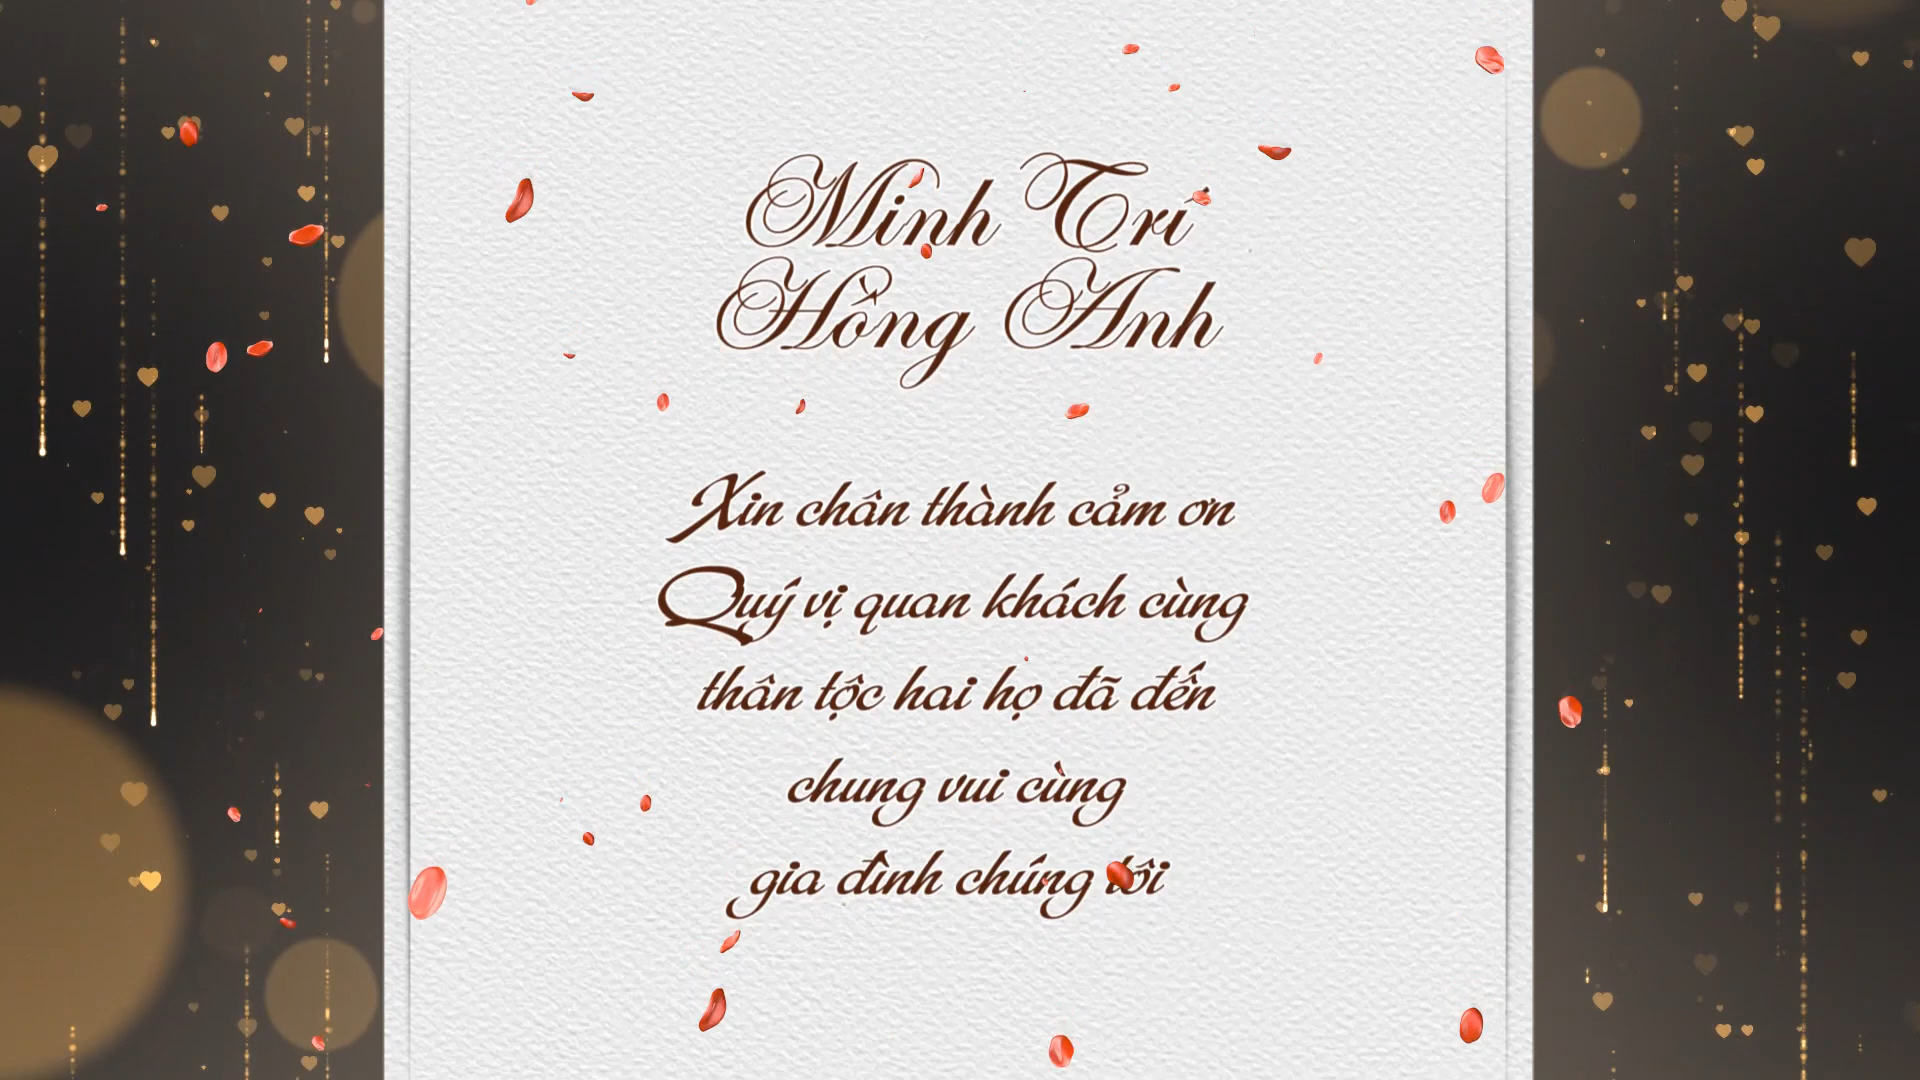 Minh Trí
Hồng Anh
Xin chân thành cảm ơn
Quý vị quan khách cùng
thân tộc hai họ đã đến
chung vui cùng
gia đình chúng tôi